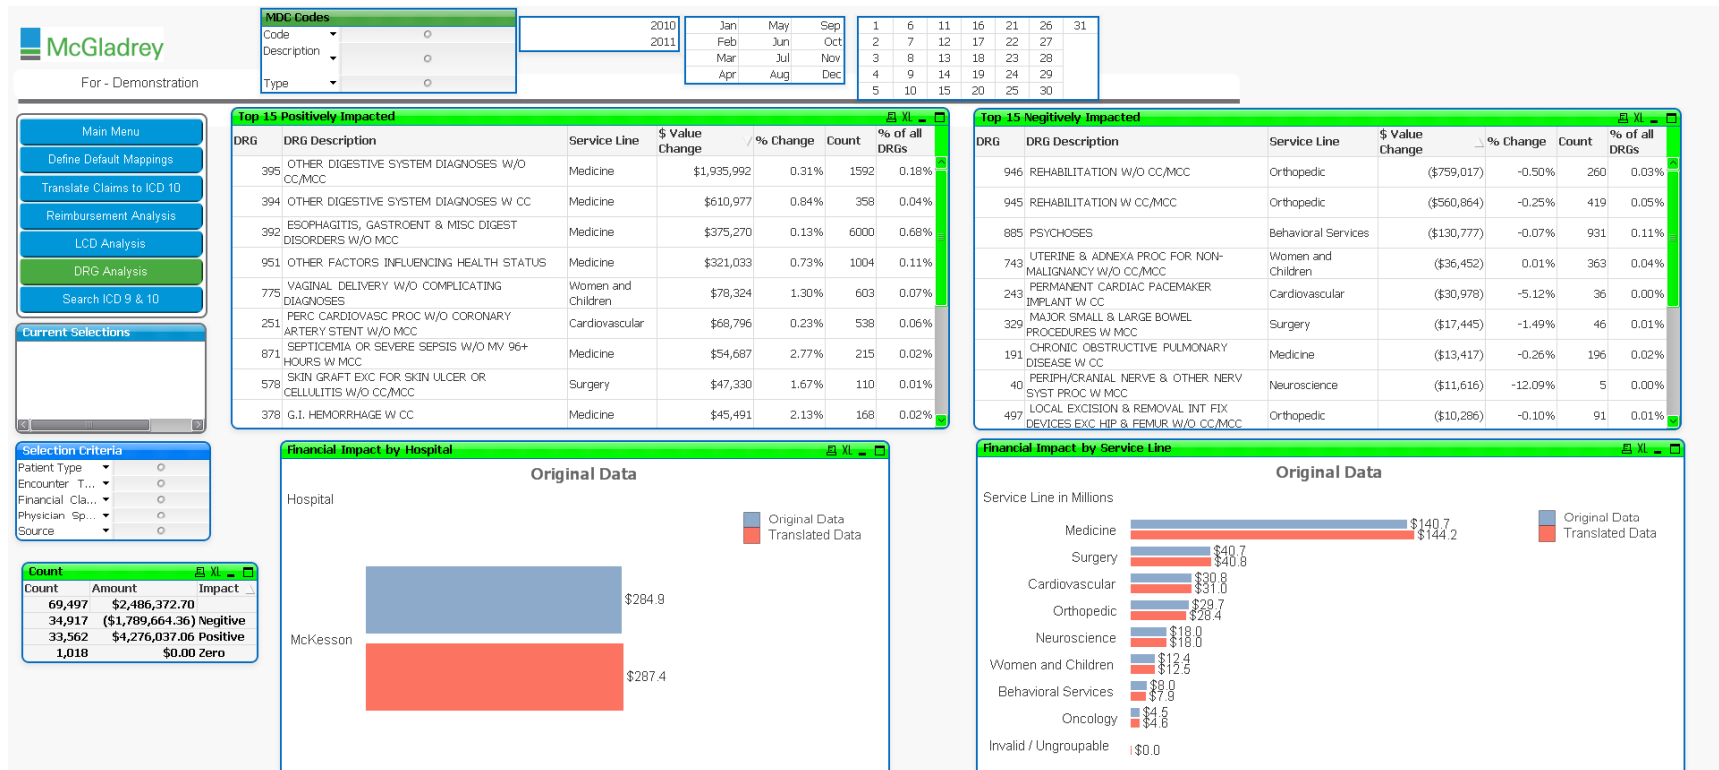 McGladrey
For - Demonstration
MDC Codes
Code
Description
Type
2010
2011
Jan May Sep
Feb Jun Oct
Mar Jul Nov
Apr Aug Dec
1 6 11 16 21 26 31
2 7 12 17 22 27
3 8 13 18 23 28
4 9 14 19 24 29
5 10 15 20 25 30
Main Menu
Define Default Mappings
Translate Claims to ICD 10
Reimbursement Analysis
LCD Analysis
DRG Analysis
Search ICD 9 & 10
Current Selections
Selection Criteria
Patient Type
Encounter T...
Financial Cla...
Physician Sp...
Source
Count XL
Count Amount Impact
69,497 $2,486,372.70
34,917 ($1,789,664.36) Negitive
33,562 $4,276,037.06 Positive
1,018 $0.00 Zero
Top 15 Positively Impacted XL
DRG DRG Description Service Line $ Value Change % Change Count % of all DRGs
395 OTHER DIGESTIVE SYSTEM DIAGNOSES W/O CC/MCC Medicine $1,935,992 0.31% 1592 0.18%
394 OTHER DIGESTIVE SYSTEM DIAGNOSES W CC Medicine $610,977 0.84% 358 0.04%
392 ESOPHAGITIS, GASTROENT & MISC DIGEST DISORDERS W/O MCC Medicine $375,270 0.13% 6000 0.68%
951 OTHER FACTORS INFLUENCING HEALTH STATUS Medicine $321,033 0.73% 1004 0.11%
775 VAGINAL DELIVERY W/O COMPLICATING DIAGNOSES Women and Children $78,324 1.30% 603 0.07%
251 PERC CARDIOVASC PROC W/O CORONARY ARTERY STENT W/O MCC Cardiovascular $68,796 0.23% 538 0.06%
871 SEPTICEMIA OR SEVERE SEPSIS W/O MV 96+ HOURS W MCC Medicine $54,687 2.77% 215 0.02%
578 SKIN GRAFT EXC FOR SKIN ULCER OR CELLULITIS W/O CC/MCC Surgery $47,330 1.67% 110 0.01%
378 G.I. HEMORRHAGE W CC Medicine $45,491 2.13% 168 0.02%
Top 15 Negitively Impacted XL
DRG DRG Description Service Line $ Value Change % Change Count % of all DRGs
946 REHABILITATION W/O CC/MCC Orthopedic ($759,017) -0.50% 260 0.03%
945 REHABILITATION W CC/MCC Orthopedic ($560,864) -0.25% 419 0.05%
885 PSYCHOSES Behavioral Services ($130,777) -0.07% 931 0.11%
743 UTERINE & ADNEXA PROC FOR NON-MALIGNANCY W/O CC/MCC Women and Children ($36,452) 0.01% 363 0.04%
243 PERMANENT CARDIAC PACEMAKER IMPLANT W CC Cardiovascular ($30,978) -5.12% 36 0.00%
329 MAJOR SMALL & LARGE BOWEL PROCEDURES W MCC Surgery ($17,445) -1.49% 46 0.01%
191 CHRONIC OBSTRUCTIVE PULMONARY DISEASE W CC Medicine ($13,417) -0.26% 196 0.02%
40 PERIPH/CRANIAL NERVE & OTHER NERV SYST PROC W MCC Neuroscience ($11,616) -12.09% 5 0.00%
497 LOCAL EXCISION & REMOVAL INT FIX DEVICES EXC HIP & FEMUR W/O CC/MCC Orthopedic ($10,286) -0.10% 91 0.01%
Financial Impact by Hospital XL
Original Data
Hospital
Original Data
Translated Data
$284.9
McKesson
$287.4
Financial Impact by Service Line XL
Original Data
Service Line in Millions
Original Data
Translated Data
Medicine $140.7 $144.2
Surgery $40.7 $40.8
Cardiovascular $30.8 $31.0
Orthopedic $29.7 $28.4
Neuroscience $18.0 $18.0
Women and Children $12.4 $12.5
Behavioral Services $8.0 $7.9
Oncology $4.5 $4.6
Invalid / Ungroupable $0.0